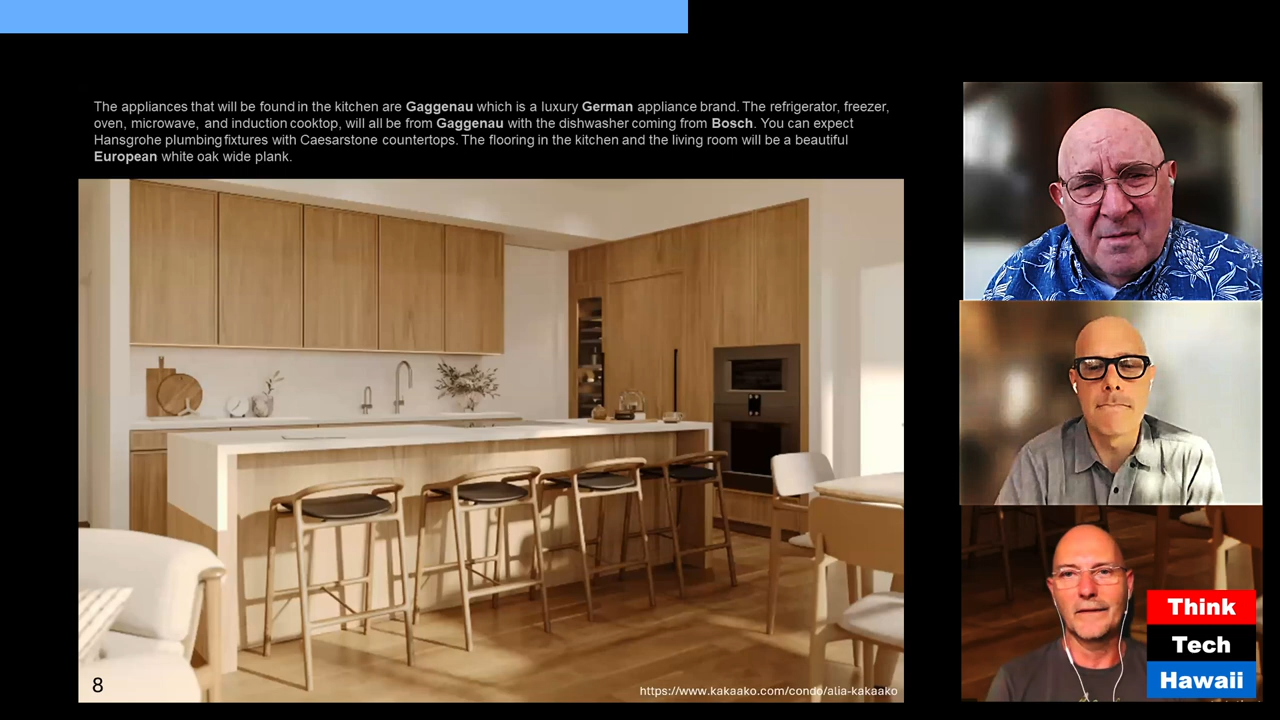 The appliances that will be found in the kitchen are Gaggenau which is a luxury German appliance brand. The refrigerator, freezer,
oven, microwave, and induction cooktop, will all be from Gaggenau with the dishwasher coming from Bosch. You can expect
Hansgrohe plumbing fixtures with Caesarstone countertops. The flooring in the kitchen and the living room will be a beautiful
European white oak wide plank.
Think
Tech
Hawaii
8
https://www.kakaako.com/condo/alia-kakaako